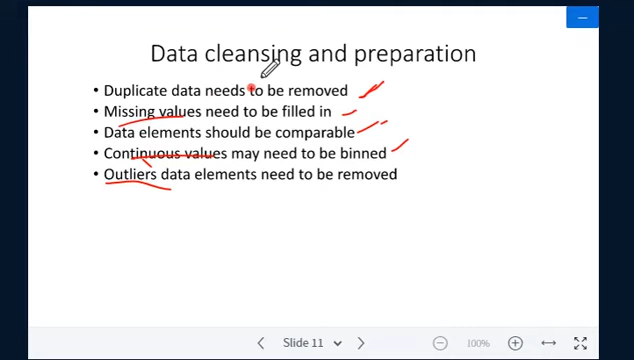 Data cleansing and preparation
• Duplicate data needs to be removed
• Missing values need to be filled in
• Data elements should be comparable
• Continuous values may need to be binned
• Outliers data elements need to be removed
Slide 11
100%